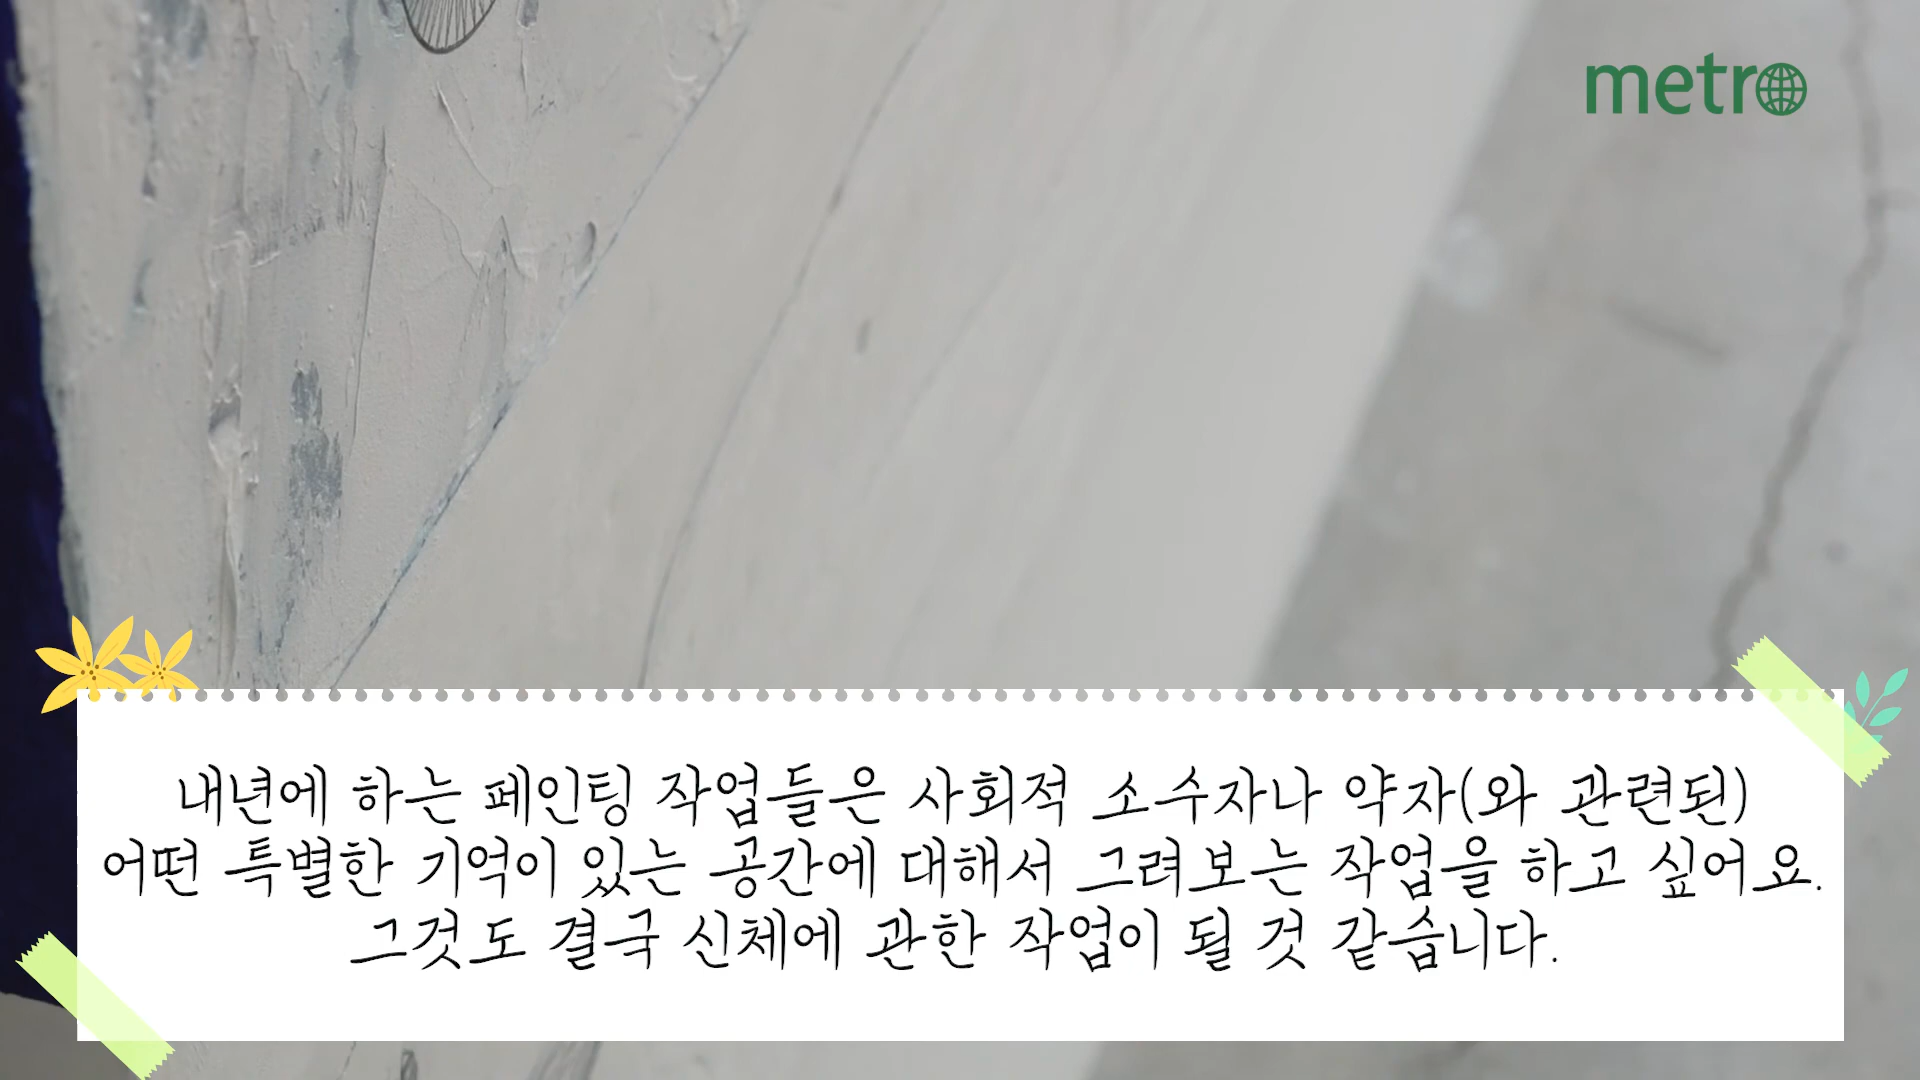 metro
내년에 하는 페인팅 작업들은 사회적 소수자나 약자(와 관련된)
어떤 특별한 기억이 있는 공간에 대해서 그려보는 작업을 하고 싶어요.
그것도 결국 신체에 관한 작업이 될 것 같습니다.